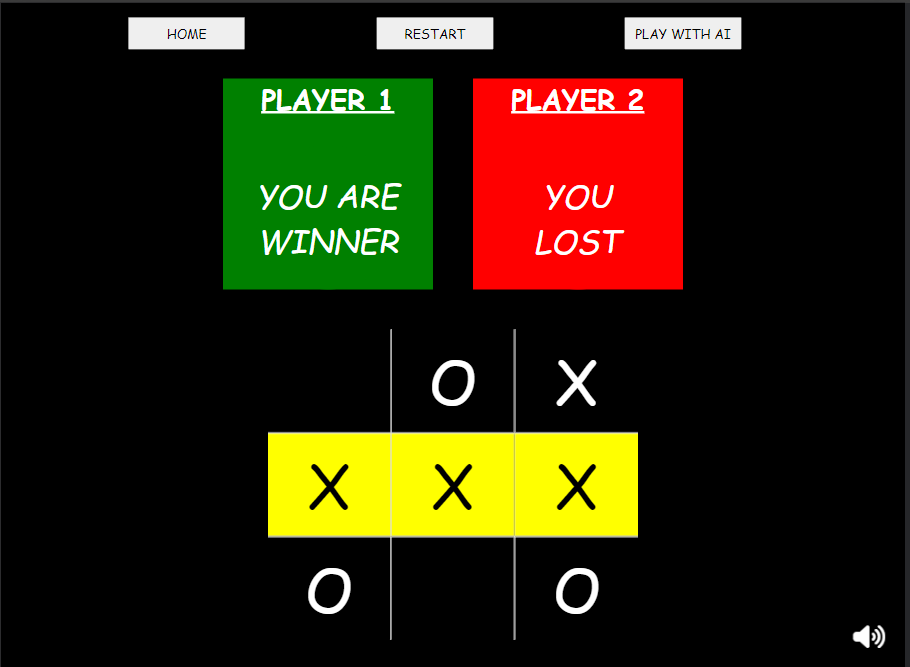 HOME RESTART PLAY WITH AI
PLAYER 1 PLAYER 2
YOU ARE YOU
WINNER LOST
O X
X X X
O O